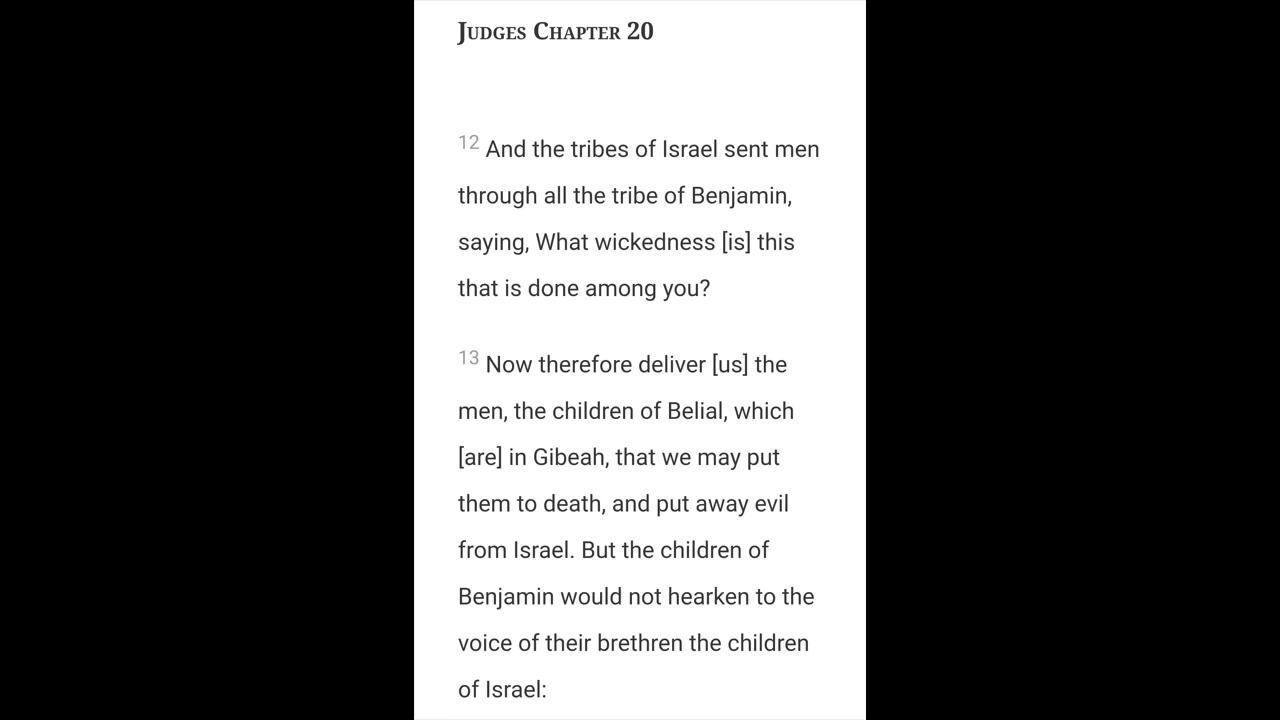 Judges Chapter 20
12 And the tribes of Israel sent men
through all the tribe of Benjamin,
saying, What wickedness [is] this
that is done among you?
13 Now therefore deliver [us] the
men, the children of Belial, which
[are] in Gibeah, that we may put
them to death, and put away evil
from Israel. But the children of
Benjamin would not hearken to the
voice of their brethren the children
of Israel: